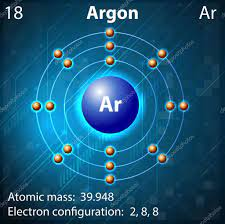 18 Argon Ar
Ar
Atomic mass: 39.948
Electron configuration: 2, 8, 8